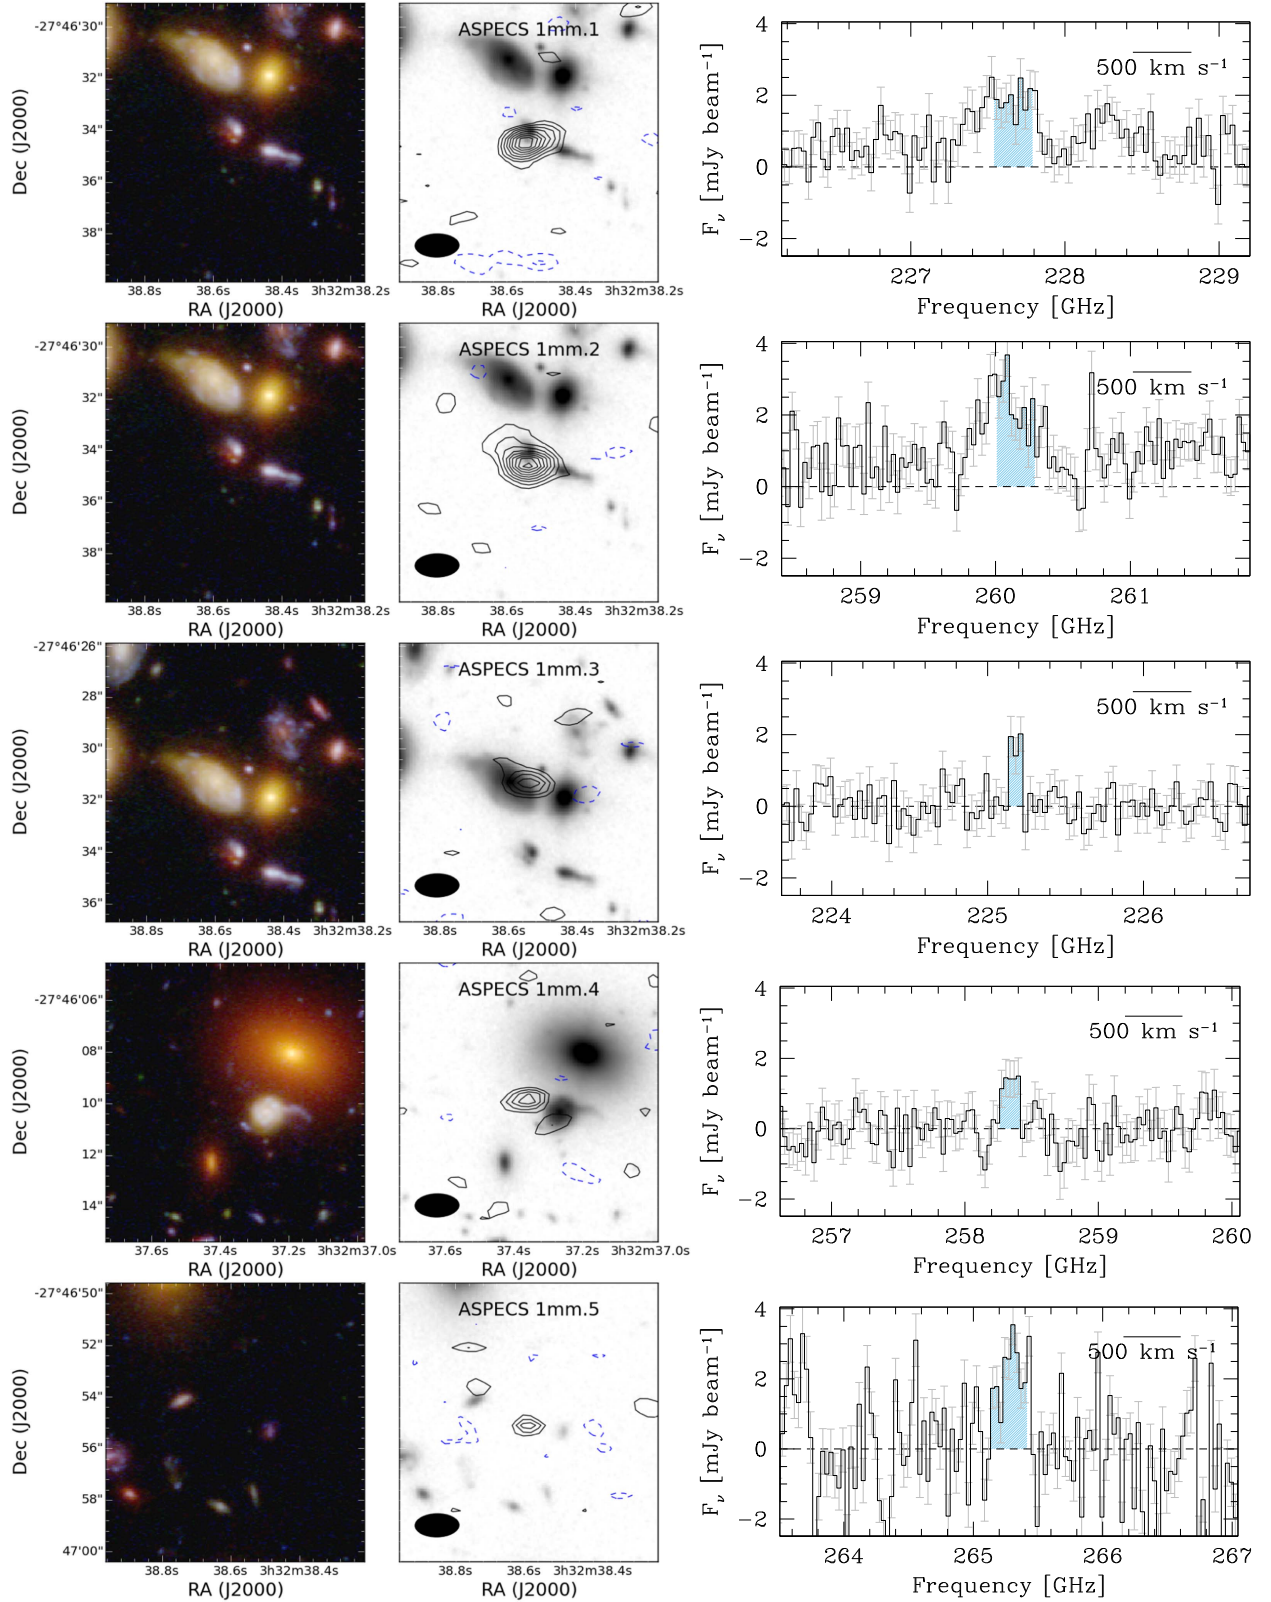 ASPECS 1mm.1
-27°46'30"
32"
34"
36"
38"
Dec (J2000)
38.8s 38.6s 38.4s 3h32m38.2s
RA (J2000)
38.8s 38.6s 38.4s 3h32m38.2s
RA (J2000)
4
2
0
−2
Fν [mJy beam⁻¹]
500 km s⁻¹
227 228 229
Frequency [GHz]
ASPECS 1mm.2
-27°46'30"
32"
34"
36"
38"
Dec (J2000)
38.8s 38.6s 38.4s 3h32m38.2s
RA (J2000)
38.8s 38.6s 38.4s 3h32m38.2s
RA (J2000)
4
2
0
−2
Fν [mJy beam⁻¹]
500 km s⁻¹
259 260 261
Frequency [GHz]
ASPECS 1mm.3
-27°46'26"
28"
30"
32"
34"
36"
Dec (J2000)
38.8s 38.6s 38.4s 3h32m38.2s
RA (J2000)
38.8s 38.6s 38.4s 3h32m38.2s
RA (J2000)
4
2
0
−2
Fν [mJy beam⁻¹]
500 km s⁻¹
224 225 226
Frequency [GHz]
ASPECS 1mm.4
-27°46'06"
08"
10"
12"
14"
Dec (J2000)
37.6s 37.4s 37.2s 3h32m37.0s
RA (J2000)
37.6s 37.4s 37.2s 3h32m37.0s
RA (J2000)
4
2
0
−2
Fν [mJy beam⁻¹]
500 km s⁻¹
257 258 259 260
Frequency [GHz]
ASPECS 1mm.5
-27°46'50"
52"
54"
56"
58"
47'00"
Dec (J2000)
38.8s 38.6s 3h32m38.4s
RA (J2000)
38.8s 38.6s 3h32m38.4s
RA (J2000)
4
2
0
−2
Fν [mJy beam⁻¹]
500 km s⁻¹
264 265 266 267
Frequency [GHz]